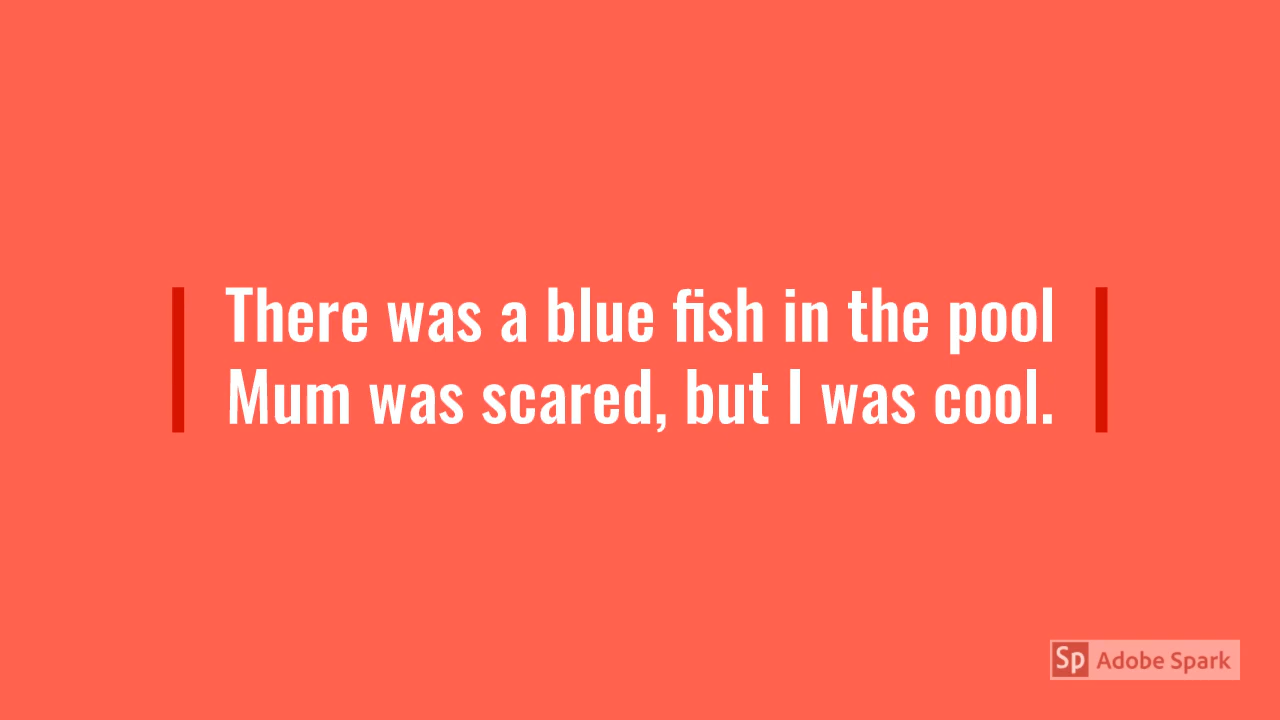 There was a blue fish in the pool
Mum was scared, but I was cool.
Sp Adobe Spark